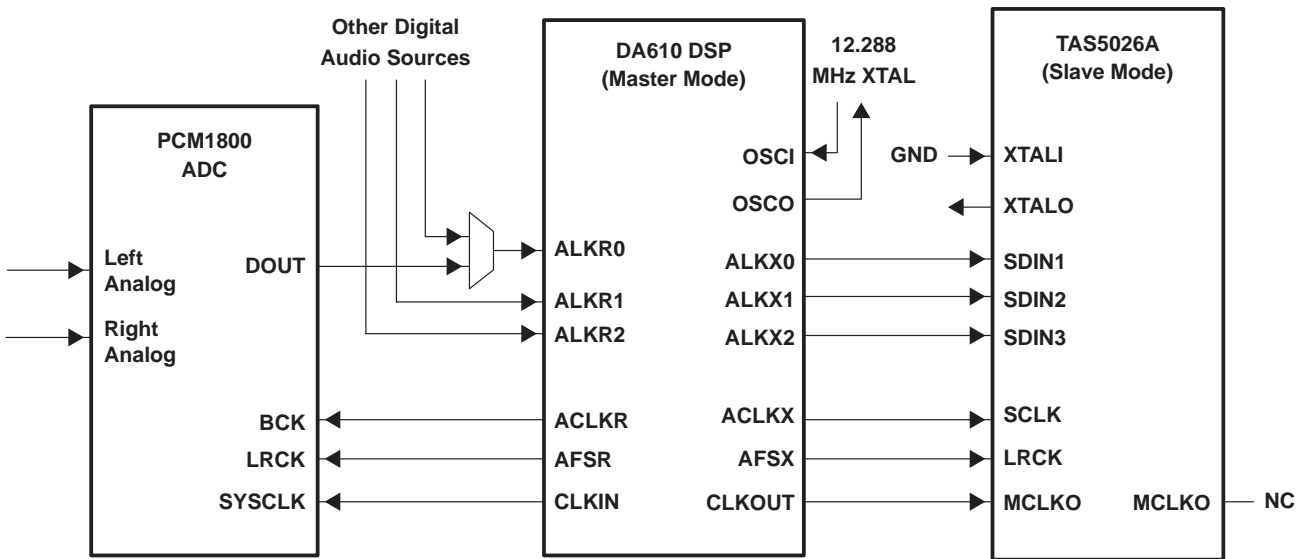 Other Digital
Audio Sources
PCM1800
ADC
Left
Analog
Right
Analog
DOUT
BCK
LRCK
SYSCLK
DA610 DSP
(Master Mode)
ALKR0
ALKR1
ALKR2
ACLKR
AFSR
CLKIN
OSCI
OSCO
ALKX0
ALKX1
ALKX2
ACLKX
AFSX
CLKOUT
12.288
MHz XTAL
GND
TAS5026A
(Slave Mode)
XTALI
XTALO
SDIN1
SDIN2
SDIN3
SCLK
LRCK
MCLKO
MCLKO
NC